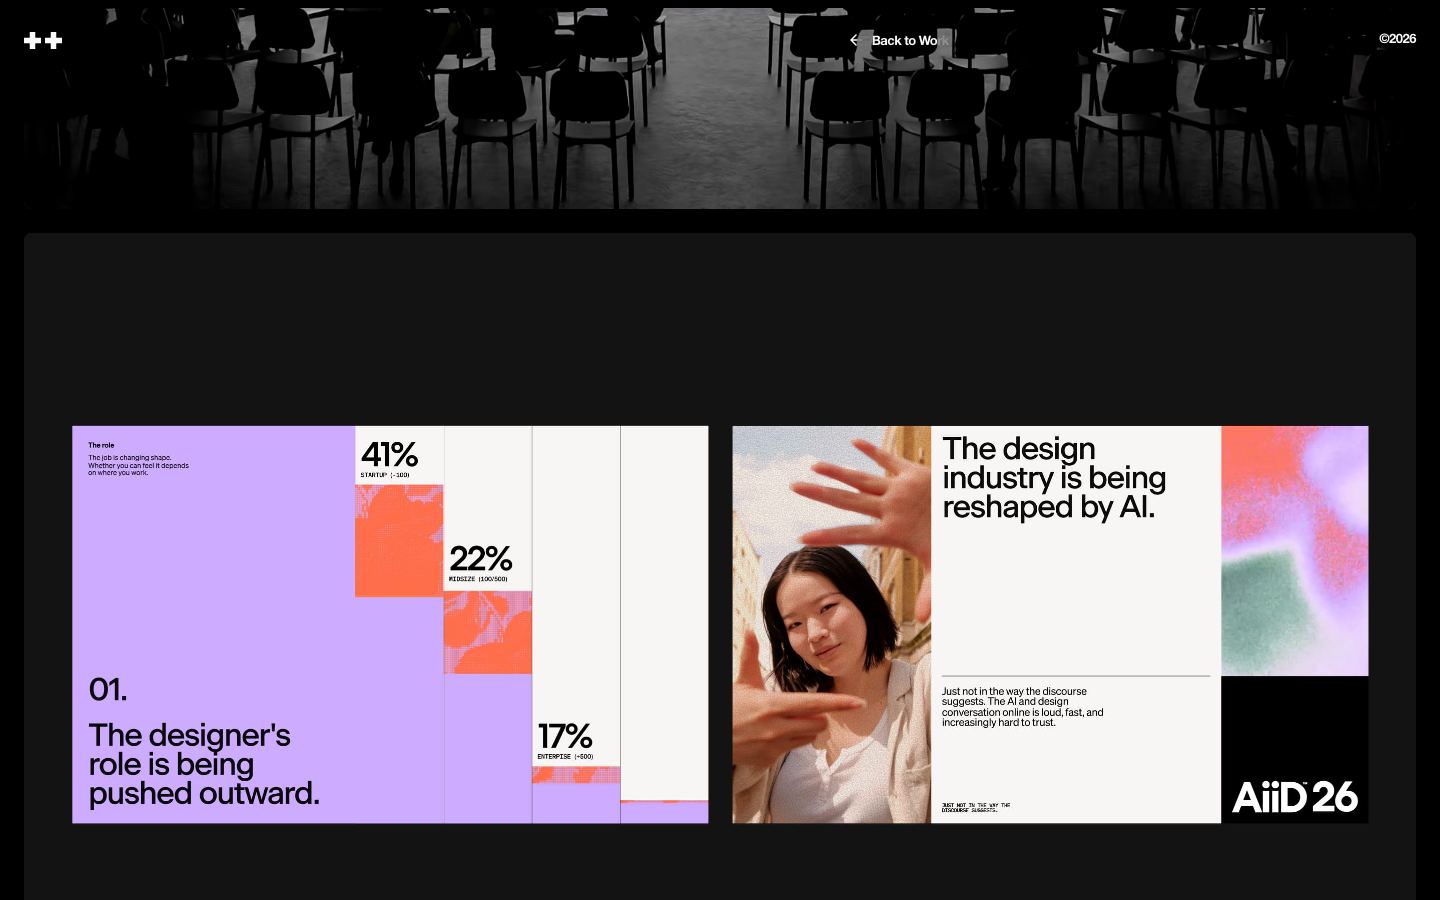 Back to Work
©2026
The role
The job is changing shape.
Whether you can feel it depends
on where you work.
41%
STARTUP (-100)
22%
MIDSIZE (100/500)
17%
ENTERPISE (+500)
01.
The designer's
role is being
pushed outward.
The design
industry is being
reshaped by AI.
Just not in the way the discourse
suggests. The AI and design
conversation online is loud, fast, and
increasingly hard to trust.
JUST NOT IN THE WAY THE
DISCOURSE SUGGESTS.
AiiD™ 26